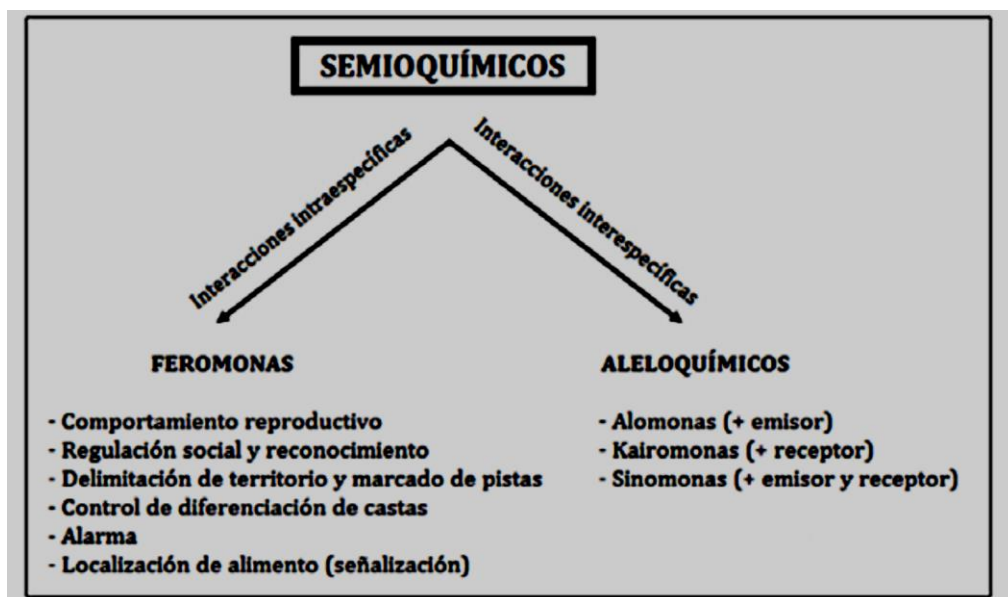 SEMIOQUÍMICOS
Interacciones intraespecíficas
Interacciones interespecíficas
FEROMONAS
- Comportamiento reproductivo
- Regulación social y reconocimiento
- Delimitación de territorio y marcado de pistas
- Control de diferenciación de castas
- Alarma
- Localización de alimento (señalización)
ALELOQUÍMICOS
- Alomonas (+ emisor)
- Kairomonas (+ receptor)
- Sinomonas (+ emisor y receptor)